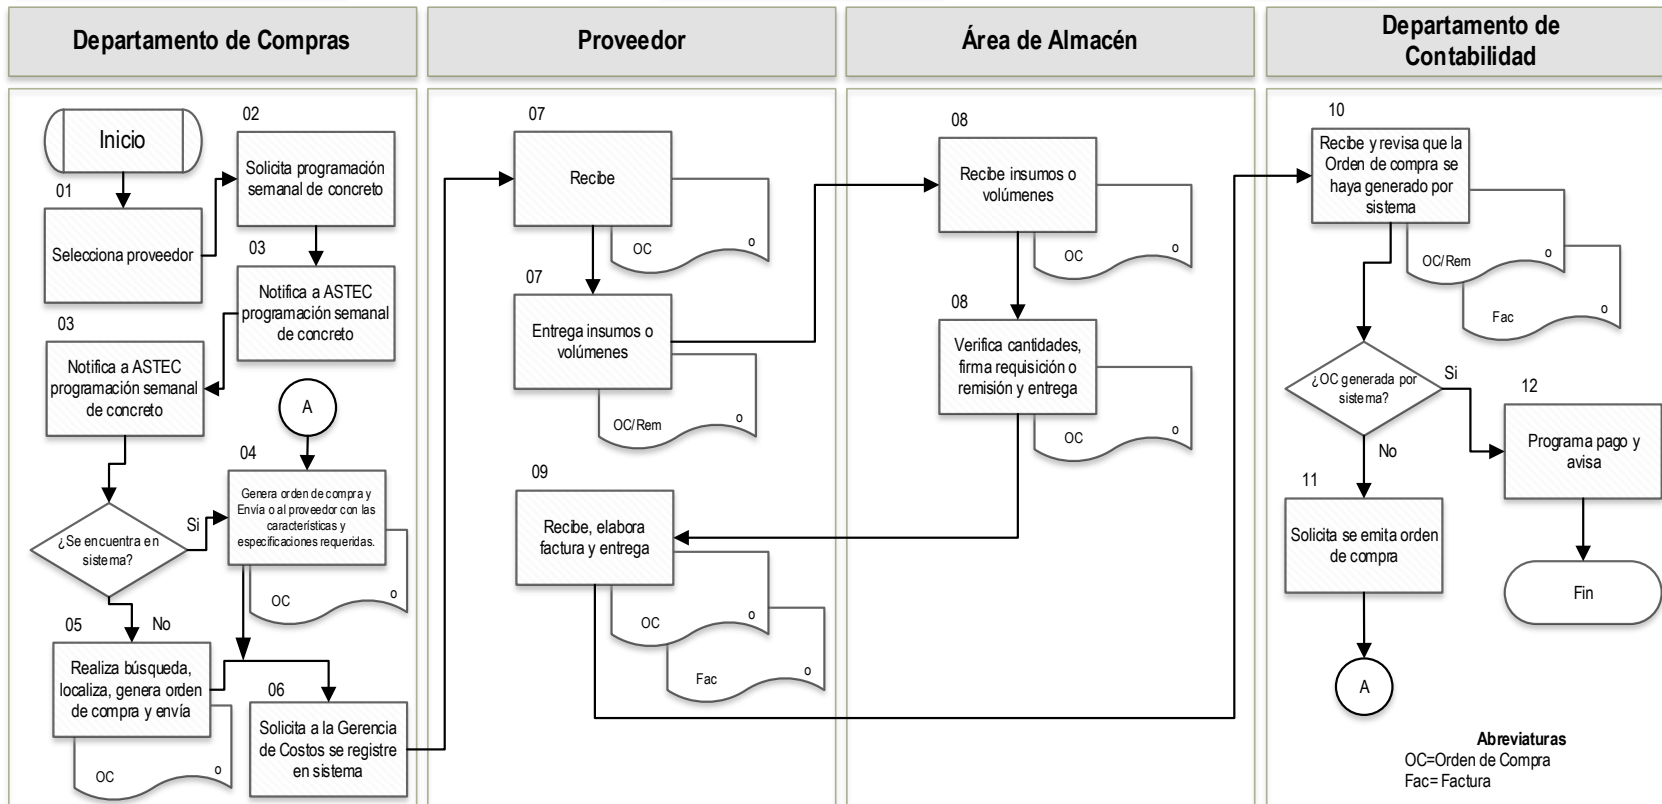 Departamento de Compras
Proveedor
Área de Almacén
Departamento de
Contabilidad
Inicio
01
Selecciona proveedor
02
Solicita programación
semanal de concreto
03
Notifica a ASTEC
programación semanal
de concreto
03
Notifica a ASTEC
programación semanal
de concreto
A
¿Se encuentra en
sistema?
Si
04
Genera orden de compra y
Envía o al proveedor con las
características y
especificaciones requeridas.
OC
o
No
05
Realiza búsqueda,
localiza, genera orden
de compra y envía
OC
o
06
Solicita a la Gerencia
de Costos se registre
en sistema
07
Recibe
OC
o
07
Entrega insumos o
volúmenes
OC/Rem
o
09
Recibe, elabora
factura y entrega
OC
o
Fac
o
08
Recibe insumos o
volúmenes
OC
o
08
Verifica cantidades,
firma requisición o
remisión y entrega
OC
o
10
Recibe y revisa que la
Orden de compra se
haya generado por
sistema
OC/Rem
o
Fac
o
¿OC generada por
sistema?
Si
12
Programa pago y
avisa
Fin
No
11
Solicita se emita orden
de compra
A
Abreviaturas
OC=Orden de Compra
Fac= Factura